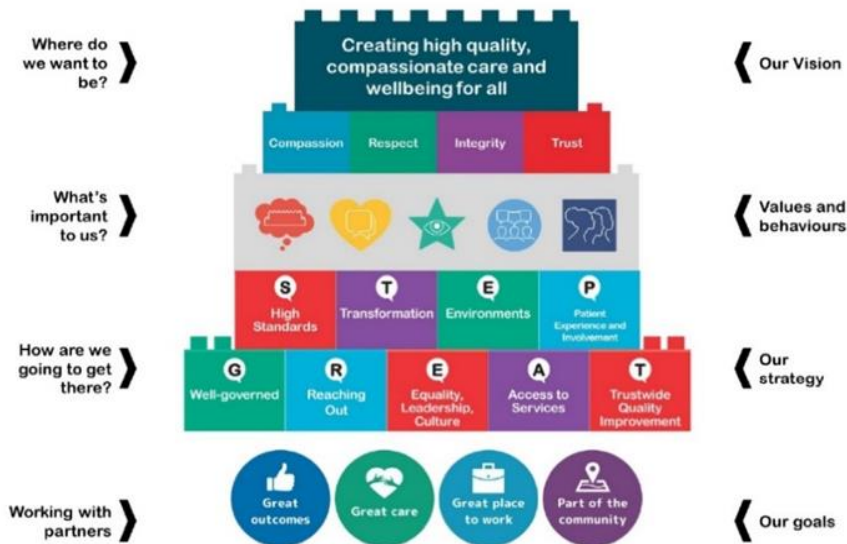 Where do
we want to
be?
Creating high quality,
compassionate care and
wellbeing for all
Our Vision
Compassion
Respect
Integrity
Trust
What's
important
to us?
Values and
behaviours
S
High
Standards
T
Transformation
E
Environments
P
Patient
Experience and
Involvement
How are we
going to get
there?
G
Well-governed
R
Reaching
Out
E
Equality,
Leadership,
Culture
A
Access to
Services
T
Trustwide
Quality
Improvement
Our
strategy
Working with
partners
Great
outcomes
Great care
Great place
to work
Part of the
community
Our goals